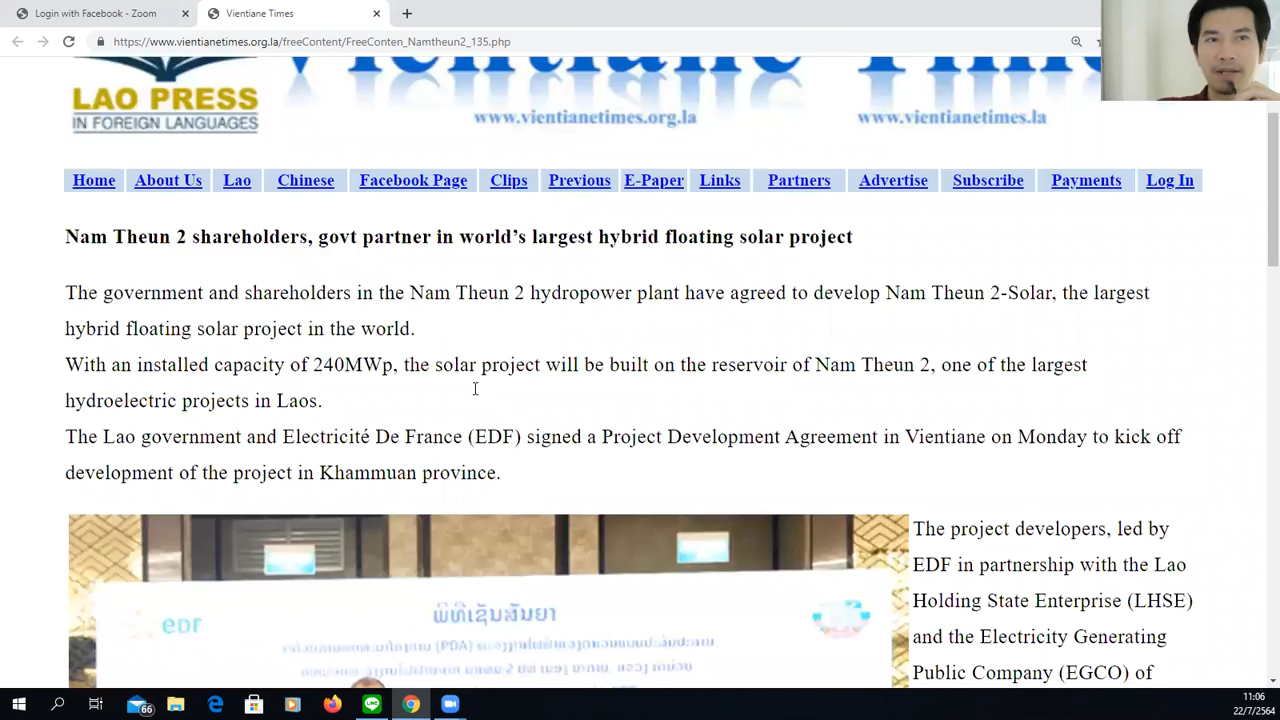 Login with Facebook - Zoom
Vientiane Times
https://www.vientianetimes.org.la/freeContent/FreeConten_Namtheun2_135.php
LAO PRESS
IN FOREIGN LANGUAGES
www.vientianetimes.org.la
www.vientianetimes.la
Home About Us Lao Chinese Facebook Page Clips Previous E-Paper Links Partners Advertise Subscribe Payments Log In
Nam Theun 2 shareholders, govt partner in world’s largest hybrid floating solar project
The government and shareholders in the Nam Theun 2 hydropower plant have agreed to develop Nam Theun 2-Solar, the largest
hybrid floating solar project in the world.
With an installed capacity of 240MWp, the solar project will be built on the reservoir of Nam Theun 2, one of the largest
hydroelectric projects in Laos.
The Lao government and Electricité De France (EDF) signed a Project Development Agreement in Vientiane on Monday to kick off
development of the project in Khammuan province.
The project developers, led by
EDF in partnership with the Lao
Holding State Enterprise (LHSE)
and the Electricity Generating
Public Company (EGCO) of
ພິທີເຊັນສັນຍາ
eDF
66
11:06
22/7/2564